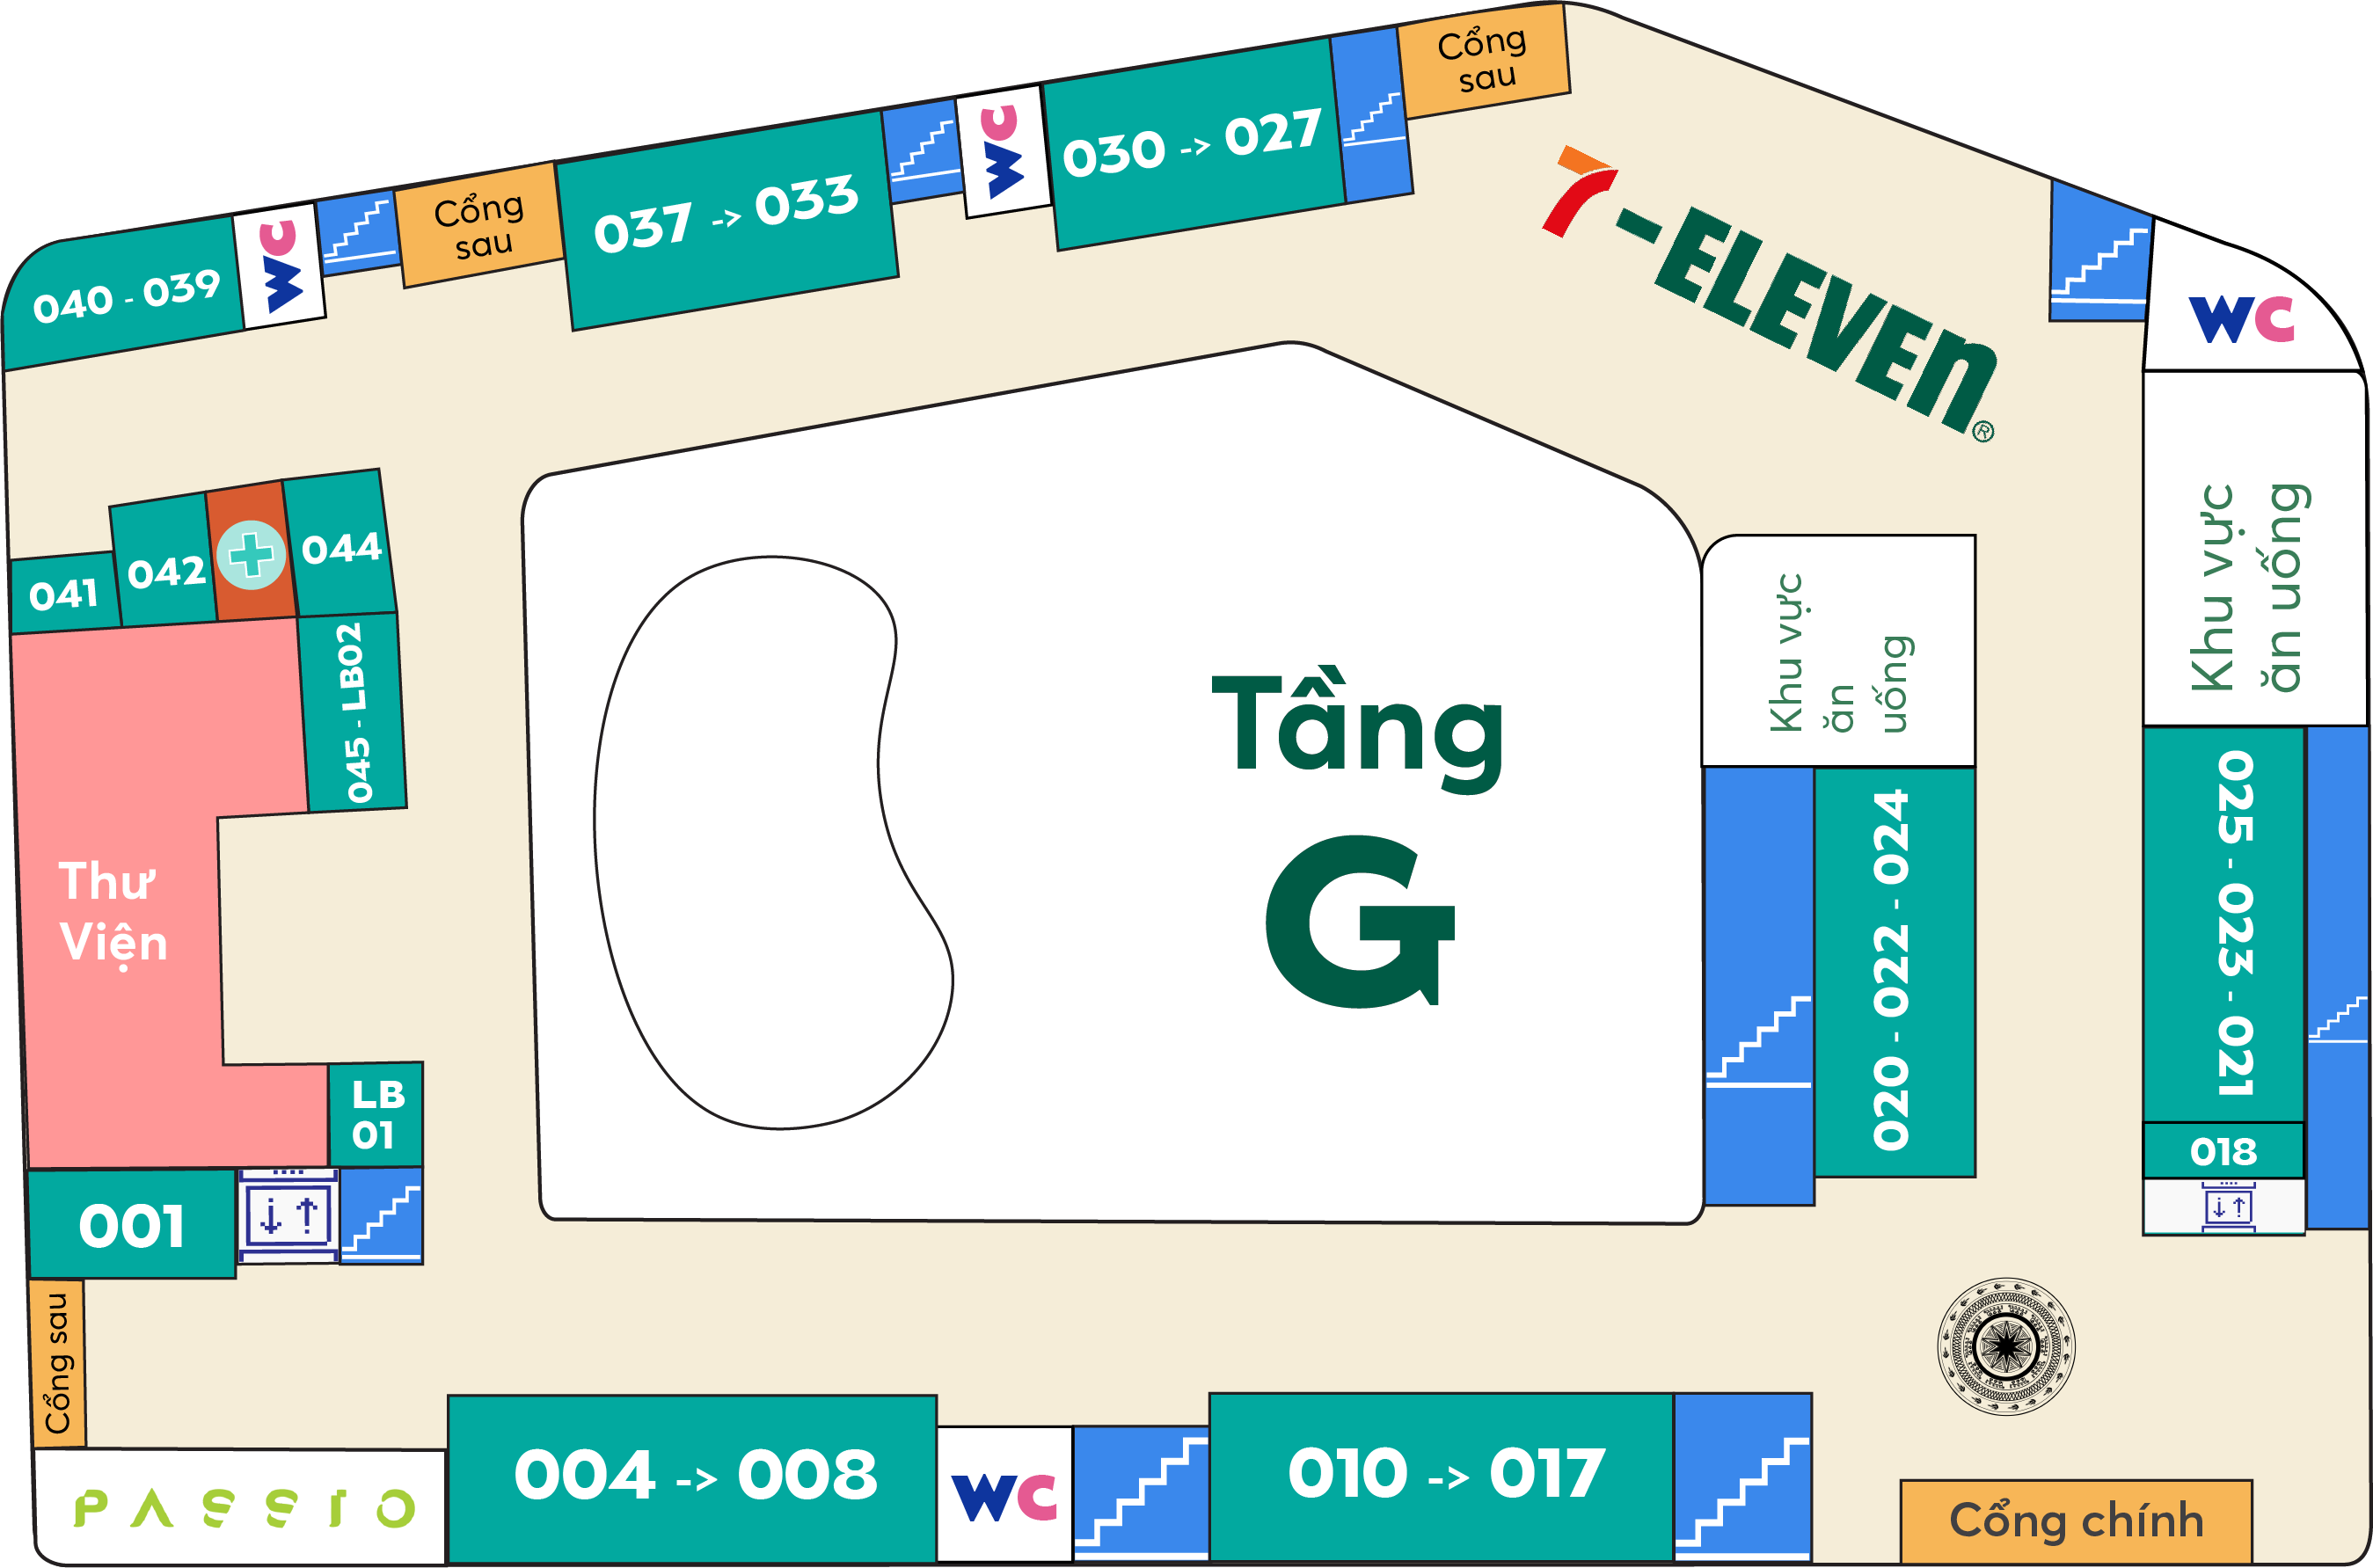 Cổng
sau
030 -> 027
WC
037 -> 033
Cổng
sau
WC
040 - 039
7-ELEVEn®
WC
Khu vực
ăn uống
044
042
041
045 - LB02
Khu vực
ăn
uống
Tầng
G
Thư
Viện
020 - 022 - 024
025 - 023 - 021
018
LB
01
001
Cổng sau
PASSIO
004 -> 008
WC
010 -> 017
Cổng chính